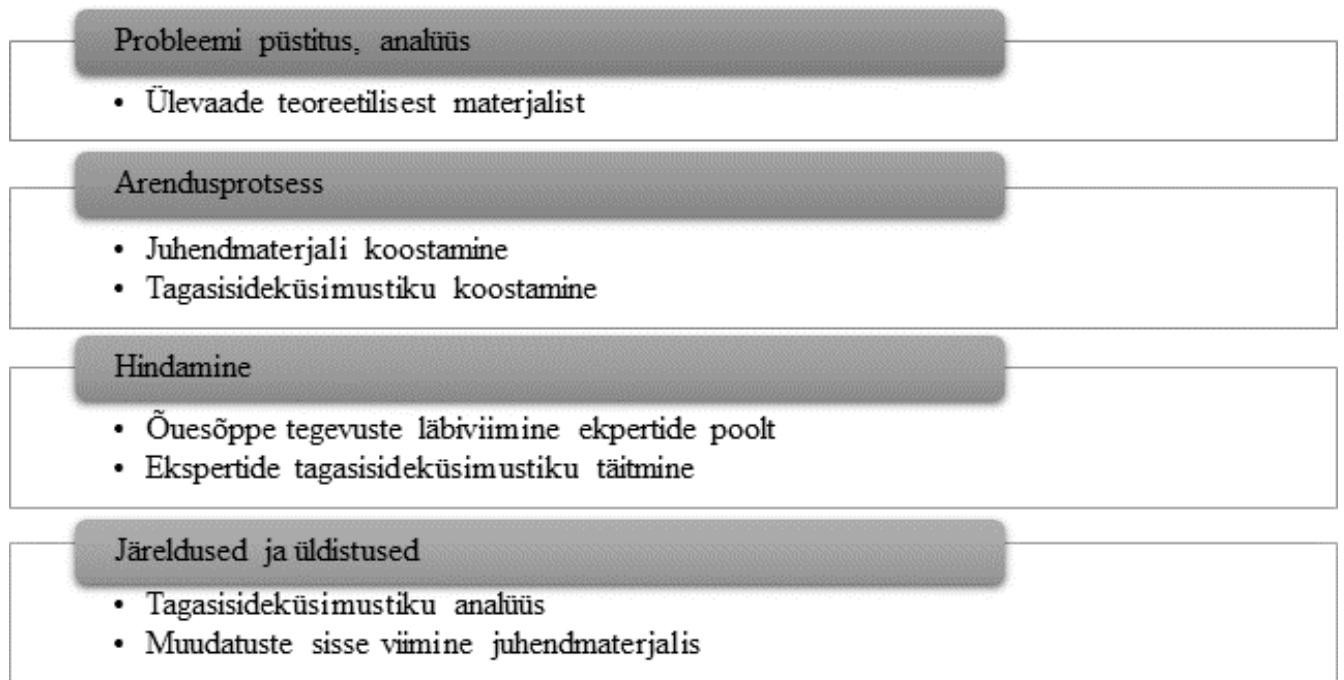 Probleemi püstitus, analüüs
• Ülevaade teoreetilisest materjalist
Arendusprotsess
• Juhendmaterjali koostamine
• Tagasisideküsimustiku koostamine
Hindamine
• Õuesõppe tegevuste läbiviimine ekpertide poolt
• Ekspertide tagasisideküsimustiku täitmine
Järeldused ja üldistused
• Tagasisideküsimustiku analüüs
• Muudatuste sisse viimine juhendmaterjalis